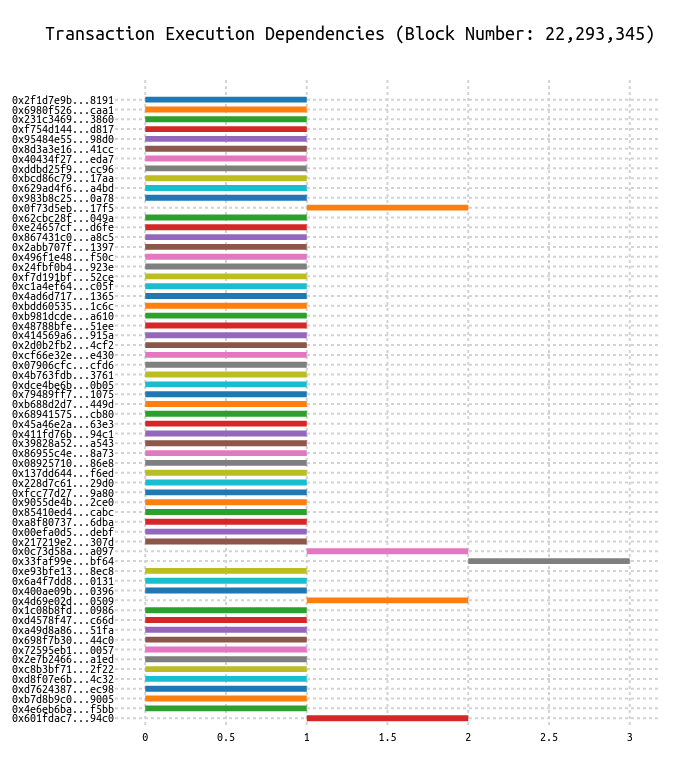 Transaction Execution Dependencies (Block Number: 22,293,345)
0x2f1d7e9b...8191
0x6980f526...caa1
0x231c3469...3860
0xf754d144...d817
0x95484e55...98d0
0x8d3a3e16...41cc
0x40434f27...eda7
0xddbd25f9...cc96
0xbcd86c79...17aa
0x629ad4f6...a4bd
0x983b8c25...0a78
0x0f73d5eb...17f5
0x62cbc28f...049a
0xe24657cf...d6fe
0x867431c0...a8c5
0x2abb707f...1397
0x496f1e48...f50c
0x24fbf0b4...923e
0xf7d191bf...52ce
0xc1a4ef64...c05f
0x4ad6d717...1365
0xbdd60535...1c6c
0xb981dcde...a610
0x48788bfe...51ee
0x414569a6...915a
0x2d0b2fb2...4cf2
0xcf66e32e...e430
0x07906cfc...cfd6
0x4b763fdb...3761
0xdce4be6b...0b05
0x79489ff7...1075
0xb688d2d7...449d
0x68941575...cb80
0x45a46e2a...63e3
0x411fd76b...94c1
0x39828a52...a543
0x86955c4e...8a73
0x08925710...86e8
0x137dd644...f6ed
0x228d7c61...29d0
0xfcc77d27...9a80
0x9055de4b...2ce0
0x85410ed4...cabc
0xa8f80737...6dba
0x00efa0d5...debf
0x217219e2...307d
0x0c73d58a...a097
0x33faf99e...bf64
0xe93bfe13...8ec8
0x6a4f7dd8...0131
0x400ae09b...0396
0x4d69e02d...0509
0x1c08b8fd...0986
0xd4578f47...c66d
0xa49d8a86...51fa
0x698f7b30...44c0
0x72595eb1...0057
0x2e7b2466...a1ed
0xc8b3bf71...2f22
0xd8f07e6b...4c32
0xd7624387...ec98
0xb7d8b9c0...9005
0x4e6eb6ba...f5bb
0x601fdac7...94c0
0 0.5 1 1.5 2 2.5 3